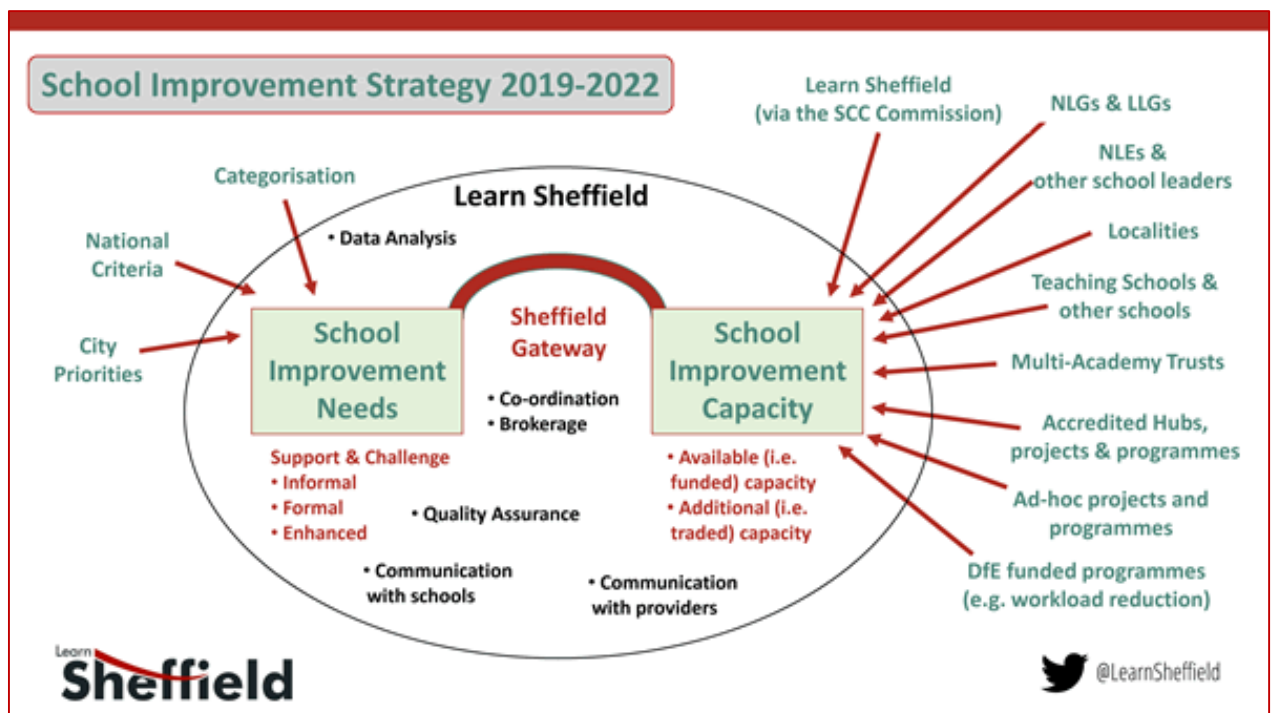 School Improvement Strategy 2019-2022
Learn Sheffield
(via the SCC Commission)
NLGs & LLGs
NLEs &
other school leaders
Localities
Teaching Schools &
other schools
Multi-Academy Trusts
Accredited Hubs,
projects & programmes
Ad-hoc projects and
programmes
DfE funded programmes
(e.g. workload reduction)
Categorisation
National
Criteria
City
Priorities
Learn Sheffield
• Data Analysis
School
Improvement
Needs
Sheffield
Gateway
• Co-ordination
• Brokerage
School
Improvement
Capacity
Support & Challenge
• Informal
• Formal
• Enhanced
• Quality Assurance
• Available (i.e.
funded) capacity
• Additional (i.e.
traded) capacity
• Communication
with schools
• Communication
with providers
Learn
Sheffield
@LearnSheffield